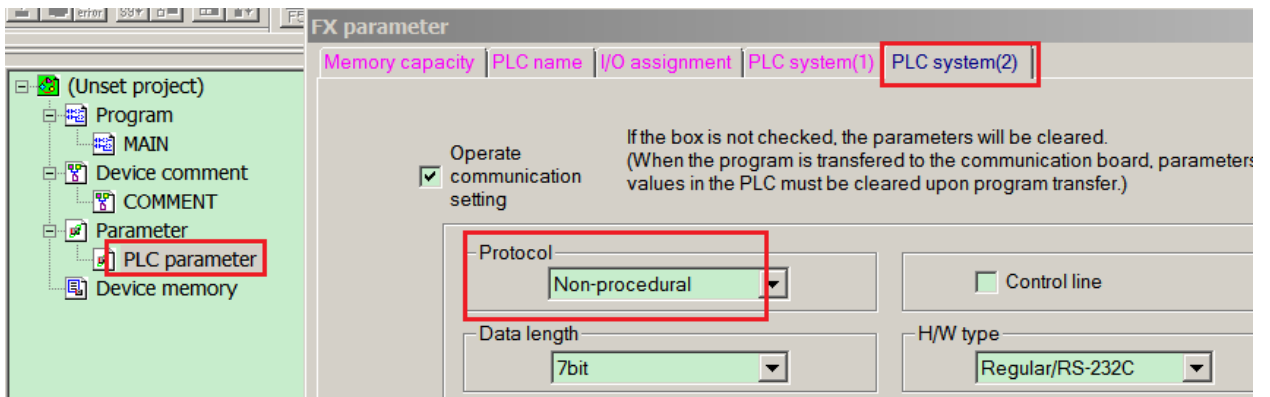 error
FX parameter
Memory capacity PLC name I/O assignment PLC system(1) PLC system(2)
(Unset project)
Program
MAIN
Device comment
COMMENT
Parameter
PLC parameter
Device memory
Operate
communication
setting
If the box is not checked, the parameters will be cleared.
(When the program is transfered to the communication board, parameters
values in the PLC must be cleared upon program transfer.)
Protocol
Non-procedural
Control line
Data length
7bit
H/W type
Regular/RS-232C